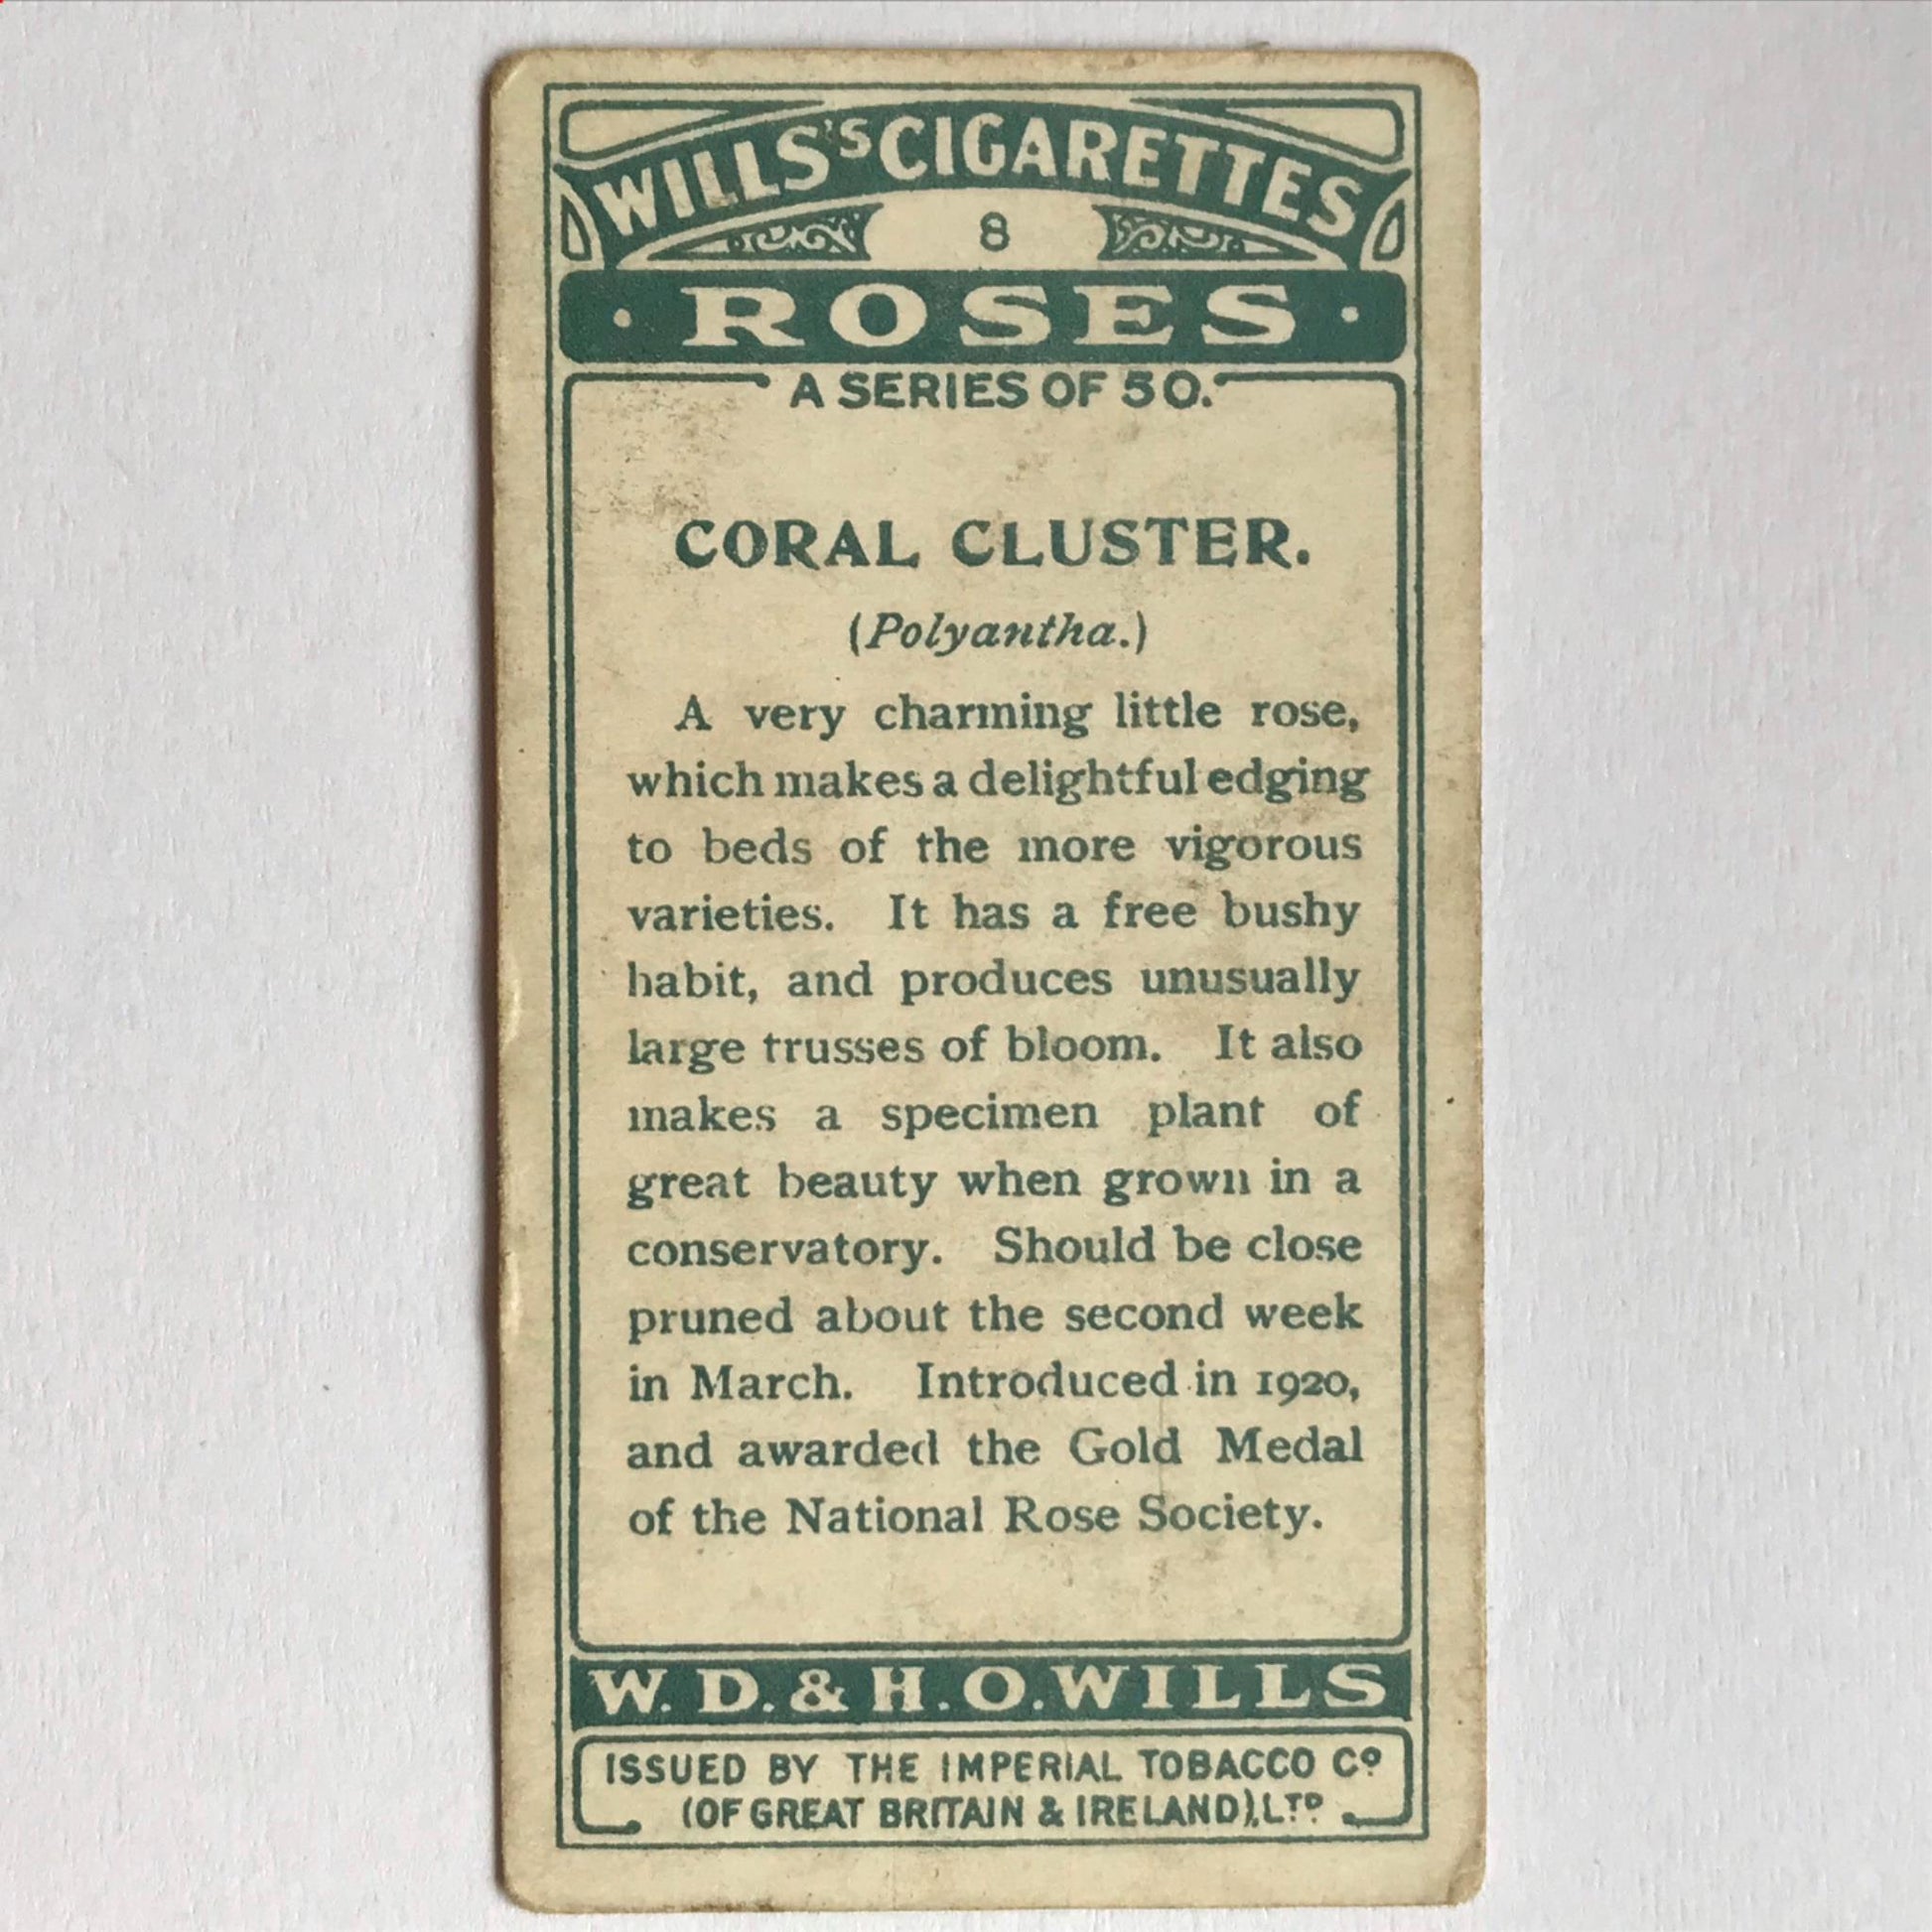 WILLS'S CIGARETTES
8
· ROSES ·
A SERIES OF 50.
CORAL CLUSTER.
(Polyantha.)
A very charming little rose,
which makes a delightful edging
to beds of the more vigorous
varieties. It has a free bushy
habit, and produces unusually
large trusses of bloom. It also
makes a specimen plant of
great beauty when grown in a
conservatory. Should be close
pruned about the second week
in March. Introduced in 1920,
and awarded the Gold Medal
of the National Rose Society.
W. D. & H. O. WILLS
ISSUED BY THE IMPERIAL TOBACCO Cº
(OF GREAT BRITAIN & IRELAND), LTD